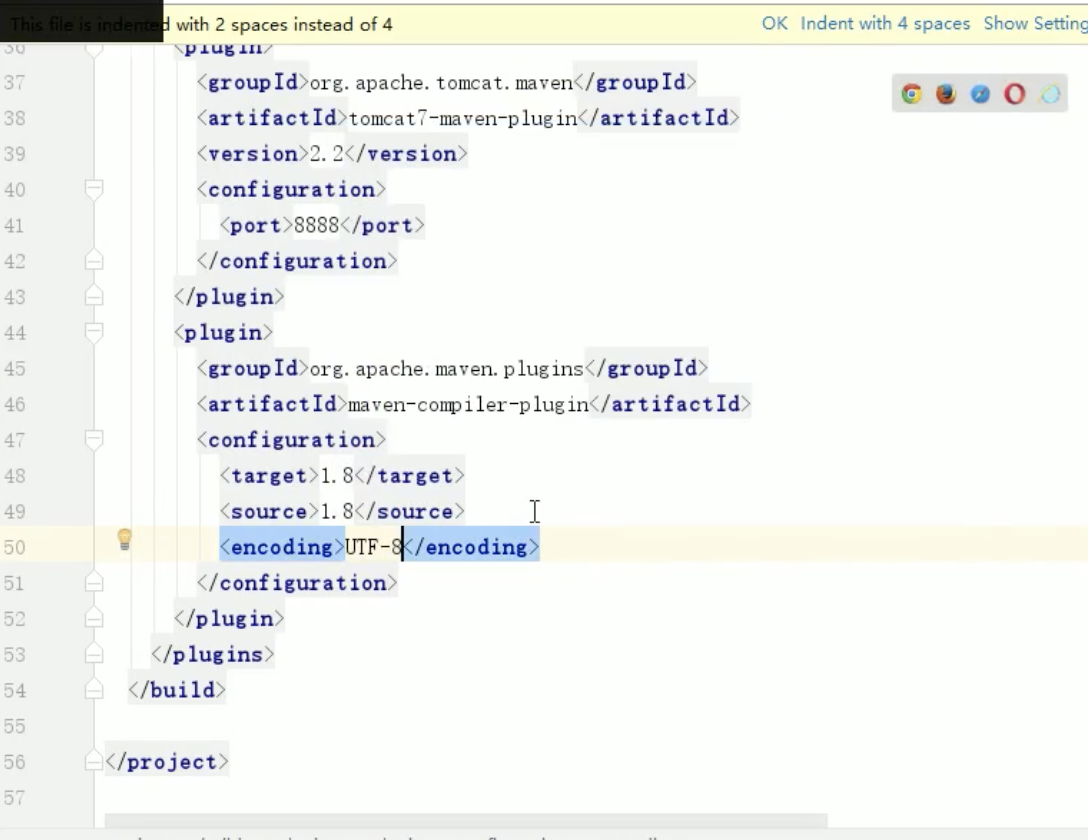 This file is indented with 2 spaces instead of 4 OK Indent with 4 spaces Show Setting
36 <plugin>
37 <groupId>org.apache.tomcat.maven</groupId>
38 <artifactId>tomcat7-maven-plugin</artifactId>
39 <version>2.2</version>
40 <configuration>
41 <port>8888</port>
42 </configuration>
43 </plugin>
44 <plugin>
45 <groupId>org.apache.maven.plugins</groupId>
46 <artifactId>maven-compiler-plugin</artifactId>
47 <configuration>
48 <target>1.8</target>
49 <source>1.8</source>
50 <encoding>UTF-8</encoding>
51 </configuration>
52 </plugin>
53 </plugins>
54 </build>
55
56 </project>
57